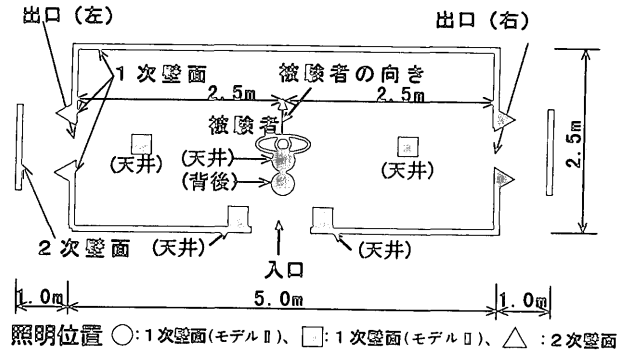 出口（左）
出口（右）
1次壁面
被験者の向き
2.5m
2.5m
被験者
(天井)
(天井)
(背後)
(天井)
2.5m
2次壁面
(天井)
(天井)
入口
1.0m
5.0m
1.0m
照明位置 ○:1次壁面(モデルⅡ)、□:1次壁面(モデルⅡ)、△:2次壁面